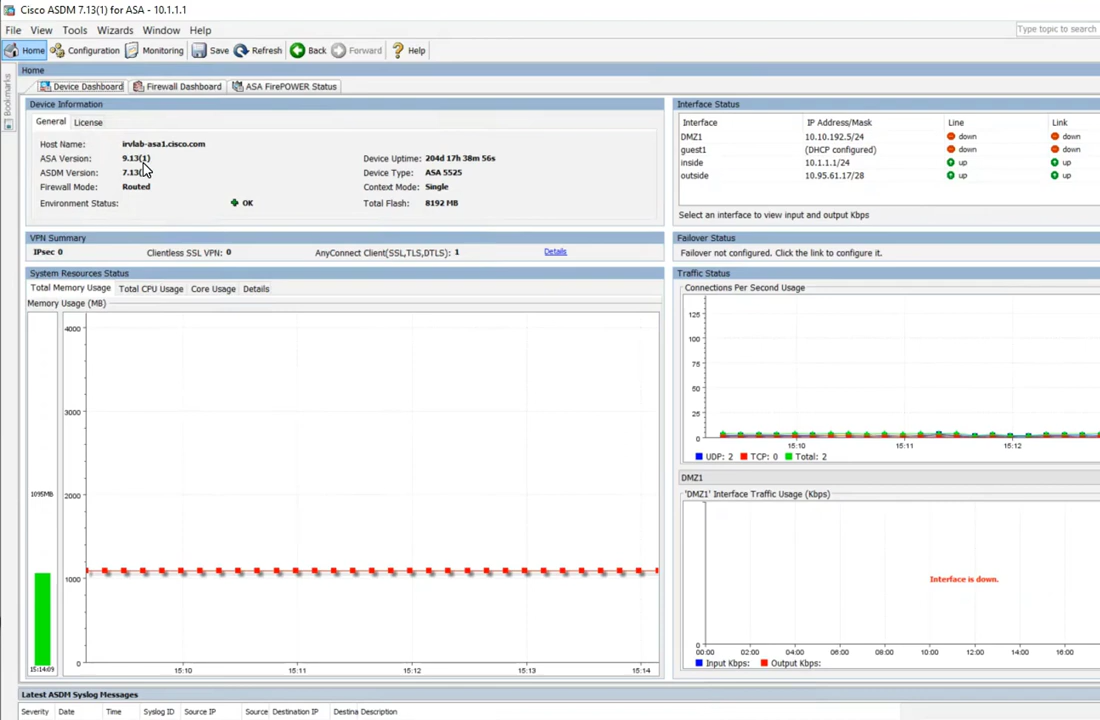 Cisco ASDM 7.13(1) for ASA - 10.1.1.1
File View Tools Wizards Window Help
Type topic to search
Home Configuration Monitoring Save Refresh Back Forward Help
Bookmarks
Home
Device Dashboard Firewall Dashboard ASA FirePOWER Status
Device Information
General License
Host Name: irvlab-asa1.cisco.com
ASA Version: 9.13(1) Device Uptime: 204d 17h 38m 56s
ASDM Version: 7.13( Device Type: ASA 5525
Firewall Mode: Routed Context Mode: Single
Environment Status: OK Total Flash: 8192 MB
Interface Status
Interface IP Address/Mask Line Link
DMZ1 10.10.192.5/24 down down
guest1 (DHCP configured) down down
inside 10.1.1.1/24 up up
outside 10.95.61.17/28 up up
Select an interface to view input and output Kbps
VPN Summary
IPsec 0 Clientless SSL VPN: 0 AnyConnect Client(SSL,TLS,DTLS): 1 Details
Failover Status
Failover not configured. Click the link to configure it.
System Resources Status
Total Memory Usage Total CPU Usage Core Usage Details
Memory Usage (MB)
4000
3000
2000
1000
0
1095MB
15:14:09
15:10 15:11 15:12 15:13 15:14
Traffic Status
Connections Per Second Usage
125
100
75
50
25
0
15:10 15:11 15:12
UDP: 2 TCP: 0 Total: 2
DMZ1
'DMZ1' Interface Traffic Usage (Kbps)
Interface is down.
0
00:00 02:00 04:00 06:00 08:00 10:00 12:00 14:00 16:00
Input Kbps: Output Kbps:
Latest ASDM Syslog Messages
Severity Date Time Syslog ID Source IP Source Destination IP Destina Description